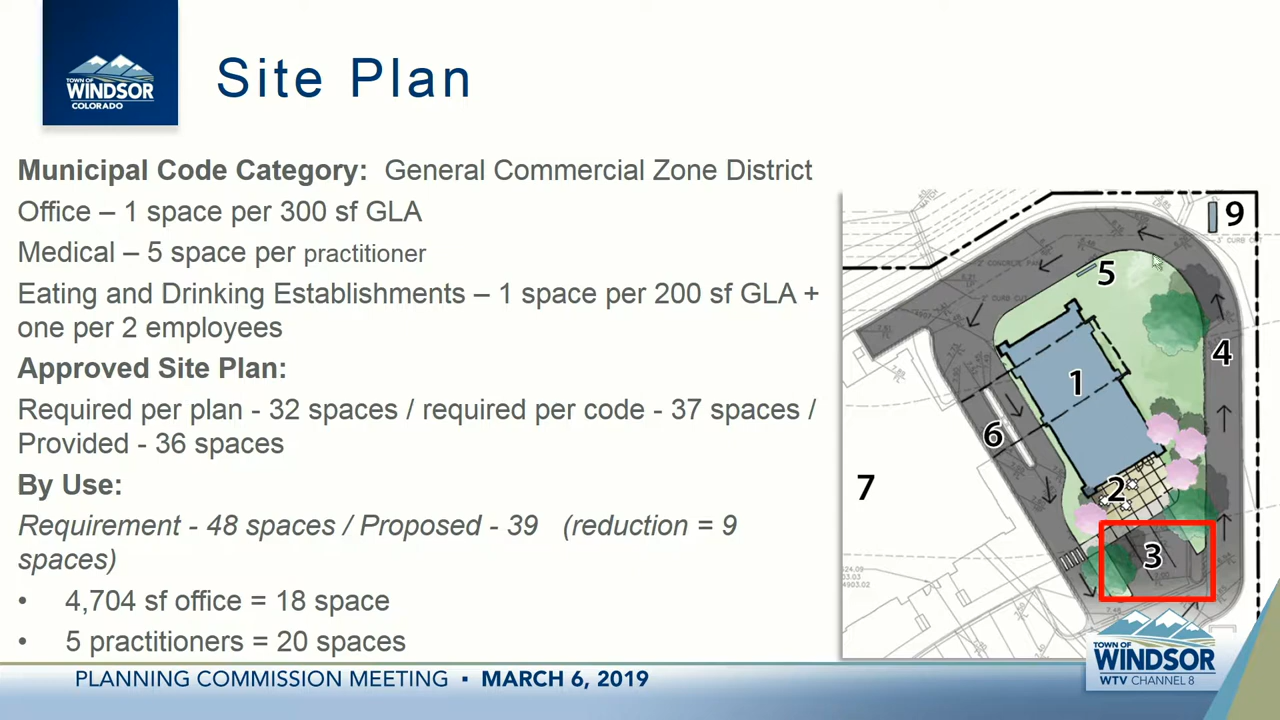 TOWN OF
WINDSOR
COLORADO
Site Plan
Municipal Code Category: General Commercial Zone District
Office – 1 space per 300 sf GLA
Medical – 5 space per practitioner
Eating and Drinking Establishments – 1 space per 200 sf GLA +
one per 2 employees
Approved Site Plan:
Required per plan - 32 spaces / required per code - 37 spaces /
Provided - 36 spaces
By Use:
Requirement - 48 spaces / Proposed - 39 (reduction = 9
spaces)
• 4,704 sf office = 18 space
• 5 practitioners = 20 spaces
9
5
4
1
6
7
2
3
TOWN OF
WINDSOR
WTV CHANNEL 8
PLANNING COMMISSION MEETING ▪ MARCH 6, 2019